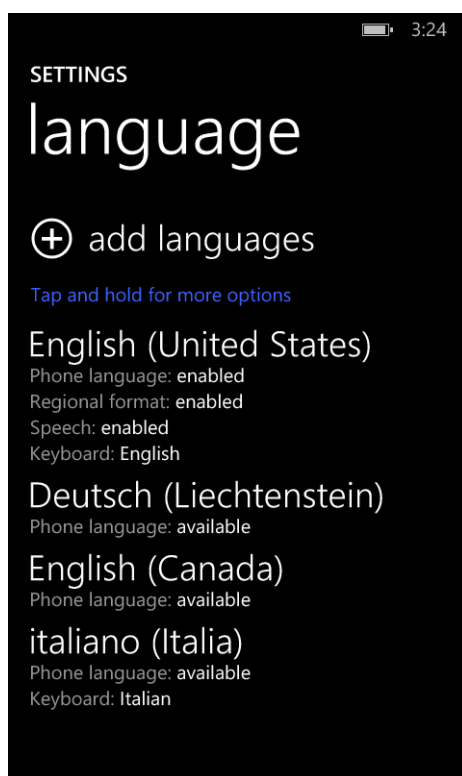 3:24
SETTINGS
language
add languages
Tap and hold for more options
English (United States)
Phone language: enabled
Regional format: enabled
Speech: enabled
Keyboard: English
Deutsch (Liechtenstein)
Phone language: available
English (Canada)
Phone language: available
italiano (Italia)
Phone language: available
Keyboard: Italian